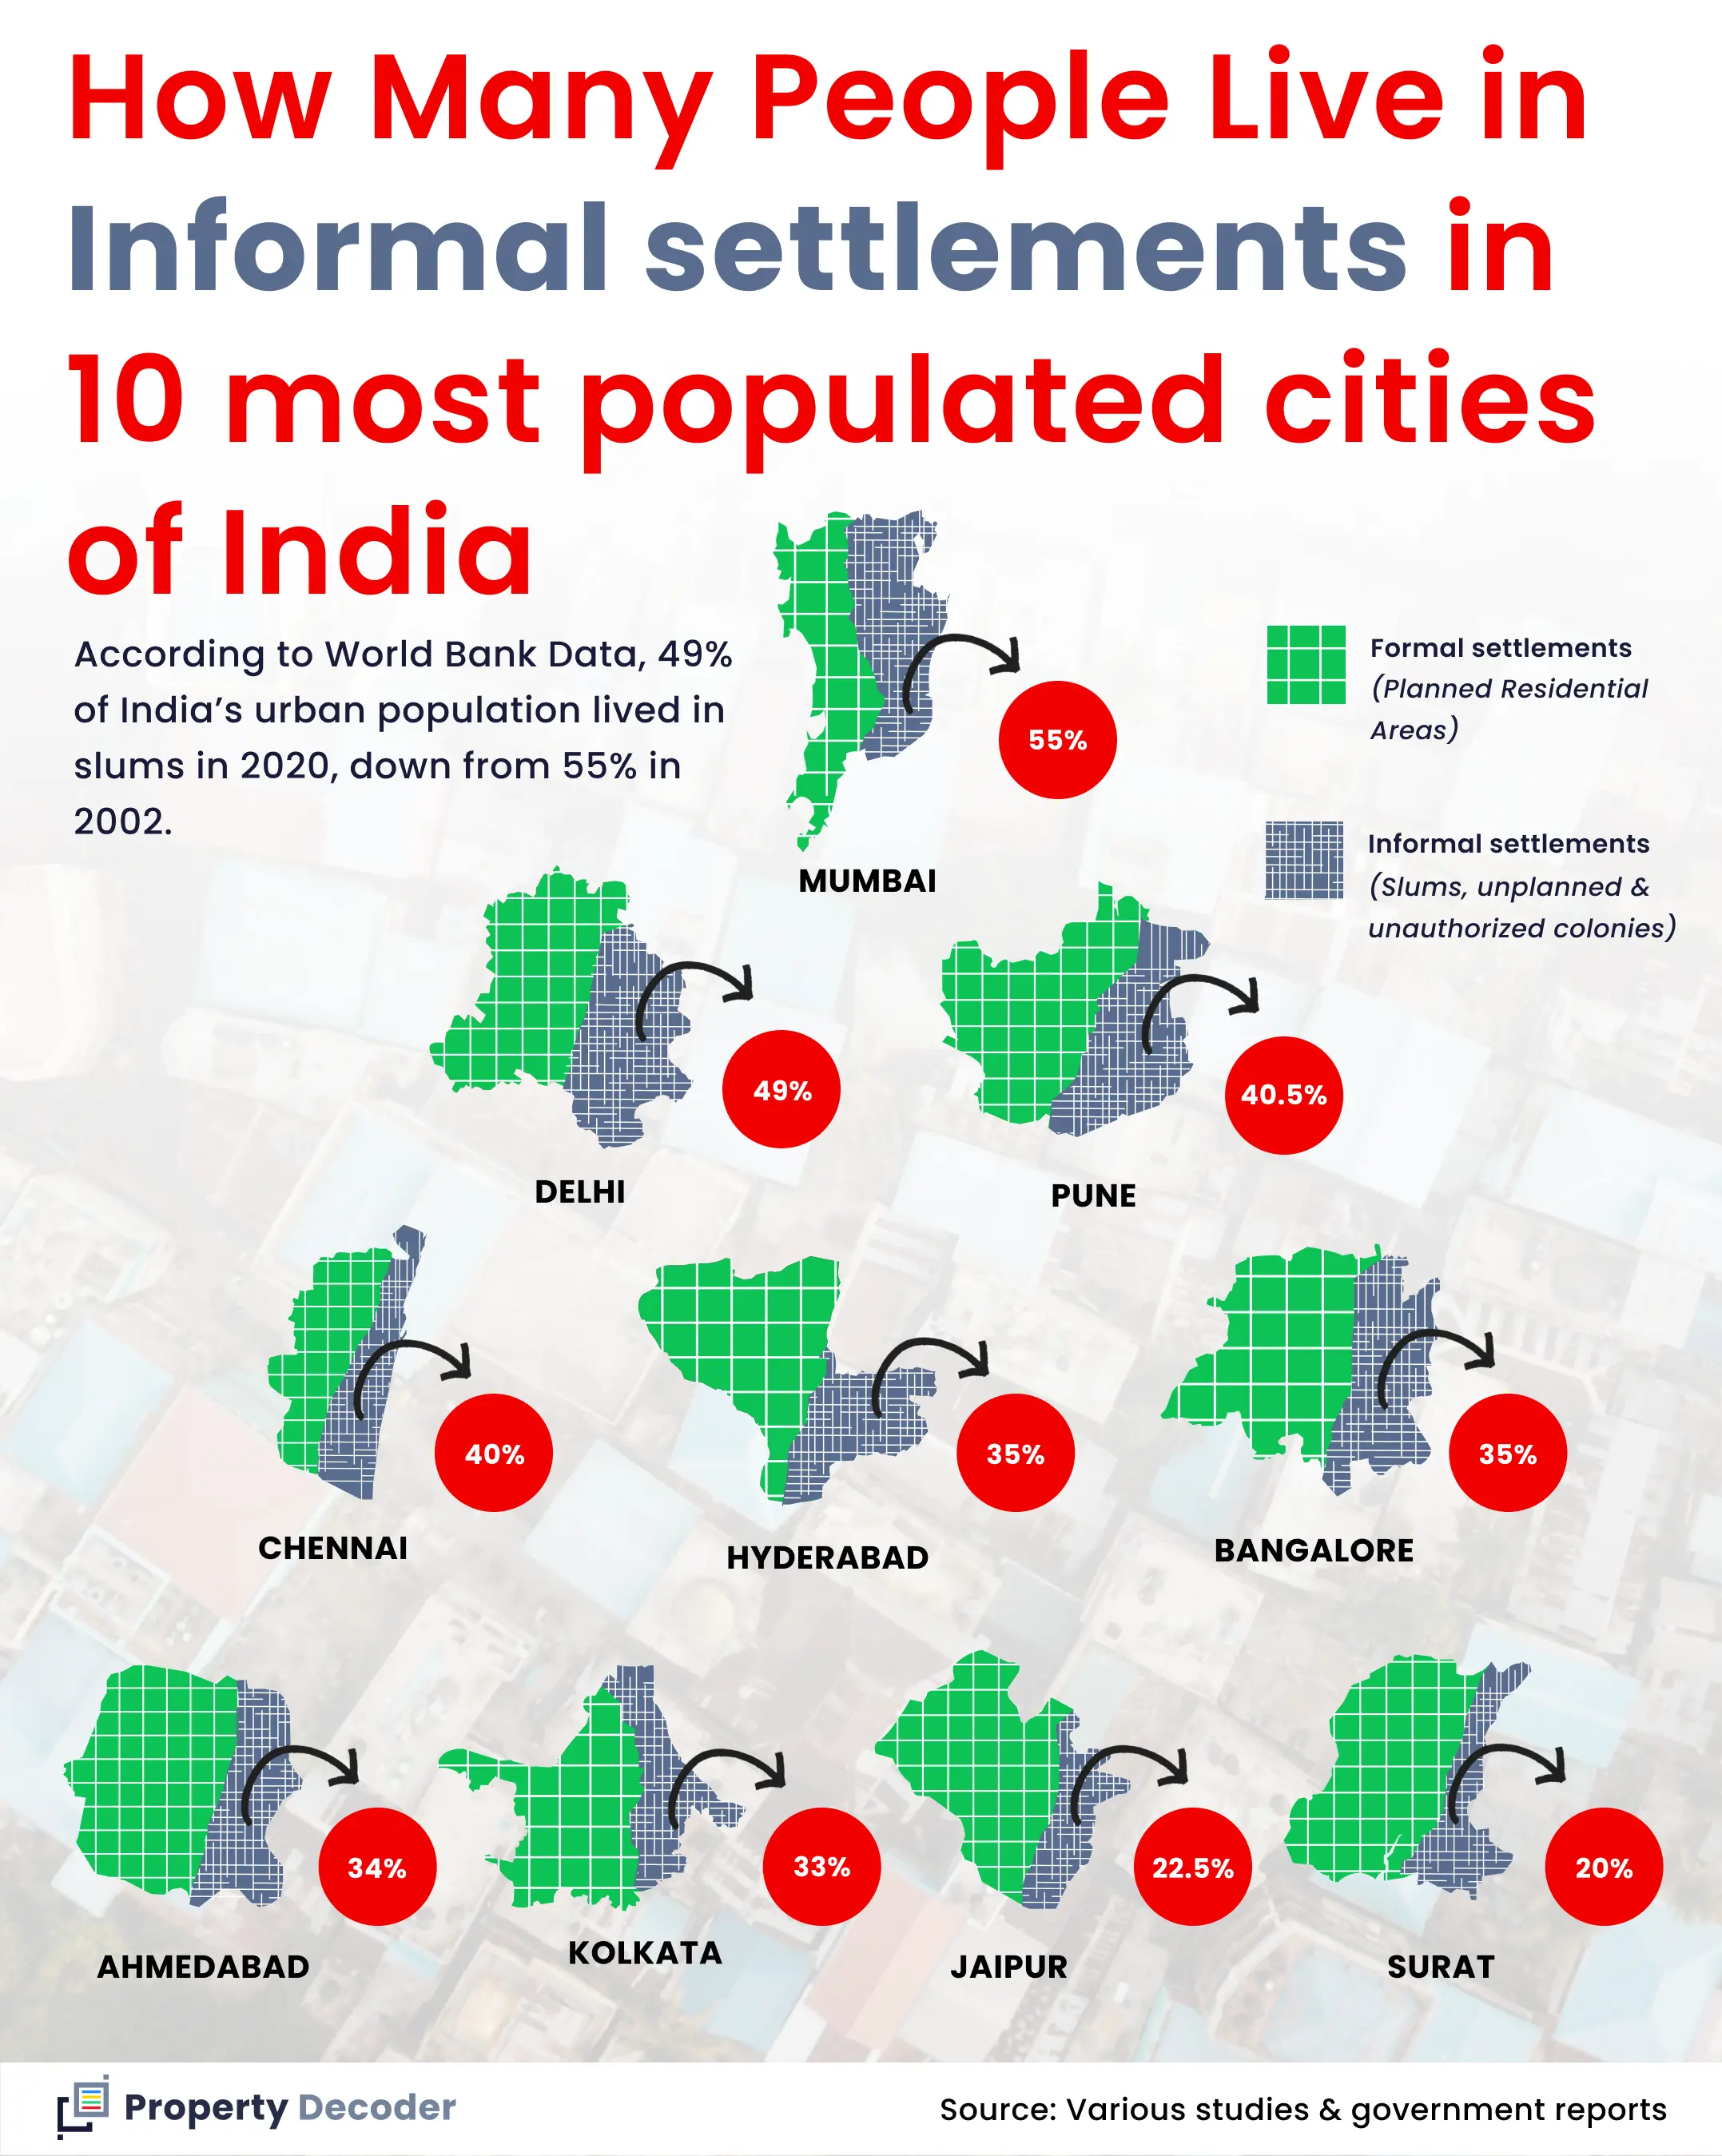 How Many People Live in
Informal settlements in
10 most populated cities
of India
According to World Bank Data, 49%
of India’s urban population lived in
slums in 2020, down from 55% in
2002.
Formal settlements
(Planned Residential
Areas)
Informal settlements
(Slums, unplanned &
unauthorized colonies)
55%
MUMBAI
49%
DELHI
40.5%
PUNE
40%
CHENNAI
35%
HYDERABAD
35%
BANGALORE
34%
AHMEDABAD
33%
KOLKATA
22.5%
JAIPUR
20%
SURAT
Property Decoder
Source: Various studies & government reports